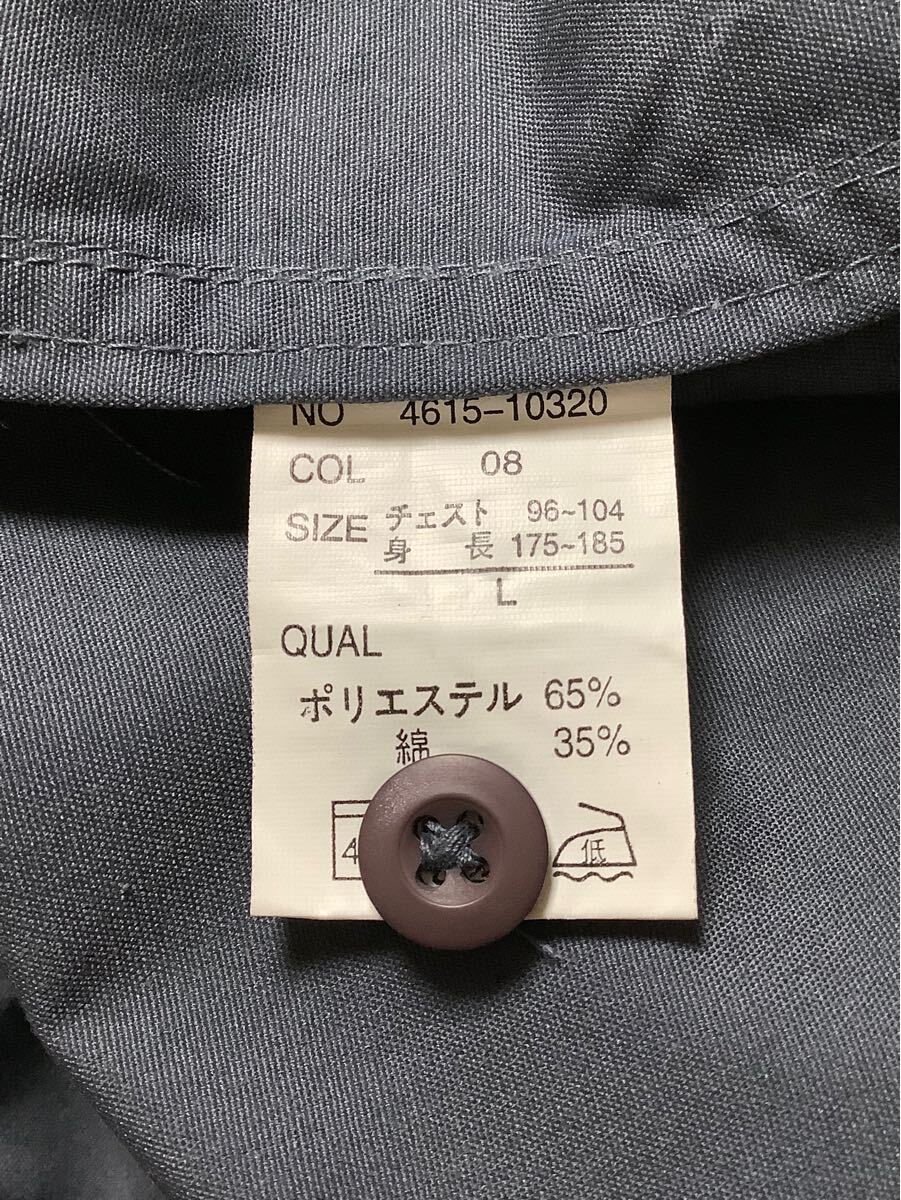 NO 4615-10320
COL 08
SIZE チェスト 96~104
身 長 175~185
L
QUAL
ポリエステル 65%
綿 35%
4
低